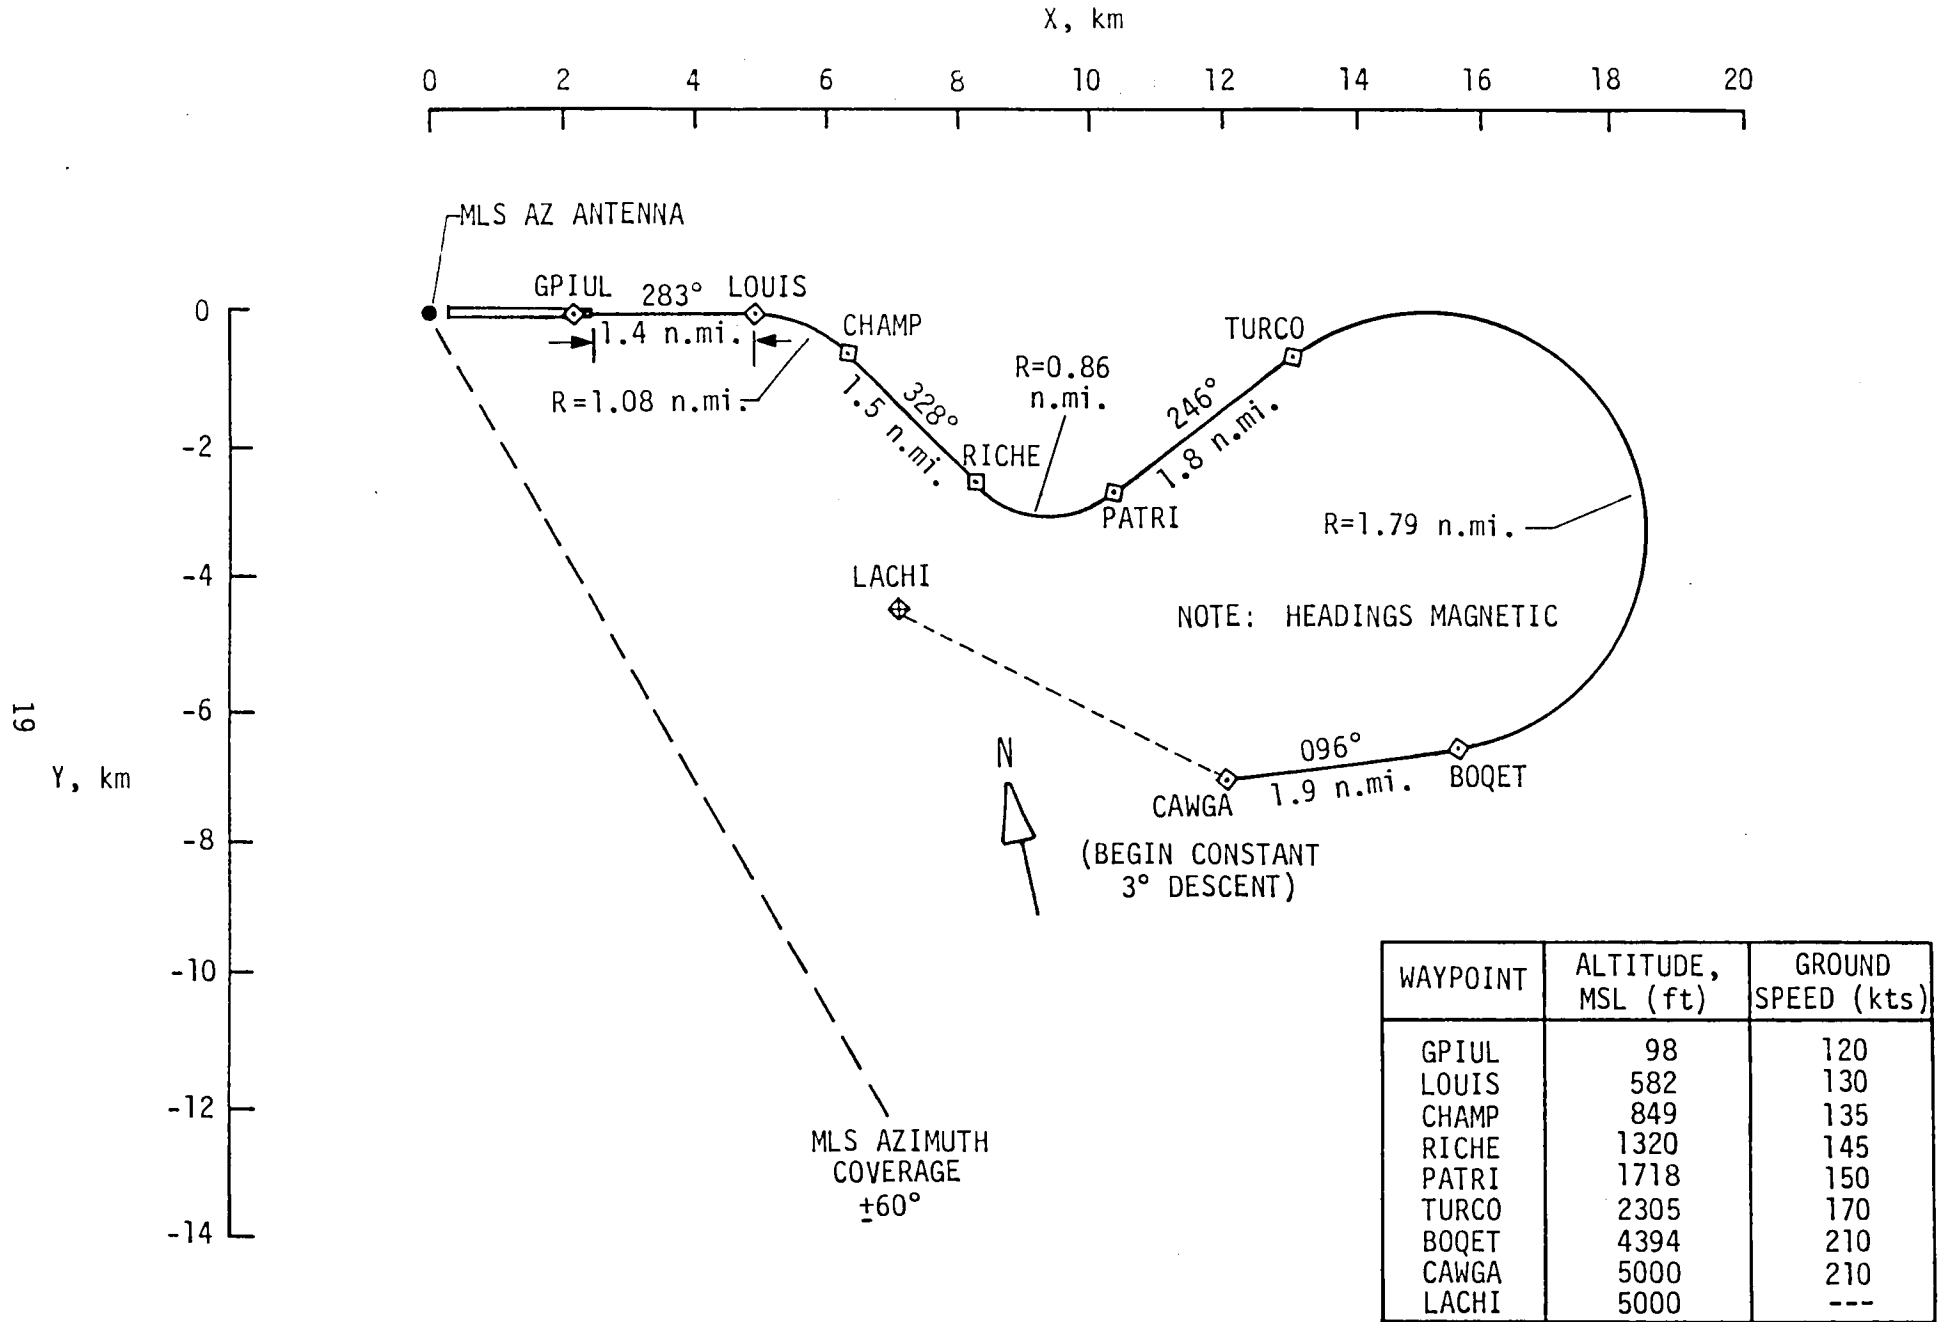 X, km
0 2 4 6 8 10 12 14 16 18 20
MLS AZ ANTENNA
GPIUL 283° LOUIS
1.4 n.mi.
CHAMP
R=1.08 n.mi.
328°
1.5 n.mi.
RICHE
R=0.86
n.mi.
PATRI
246°
1.8 n.mi.
TURCO
R=1.79 n.mi.
LACHI
NOTE: HEADINGS MAGNETIC
096°
1.9 n.mi.
BOQET
CAWGA
(BEGIN CONSTANT
3° DESCENT)
N
0
-2
-4
-6
-8
-10
-12
-14
Y, km
19
MLS AZIMUTH
COVERAGE
±60°
WAYPOINT ALTITUDE, MSL (ft) GROUND SPEED (kts)
GPIUL 98 120
LOUIS 582 130
CHAMP 849 135
RICHE 1320 145
PATRI 1718 150
TURCO 2305 170
BOQET 4394 210
CAWGA 5000 210
LACHI 5000 ---